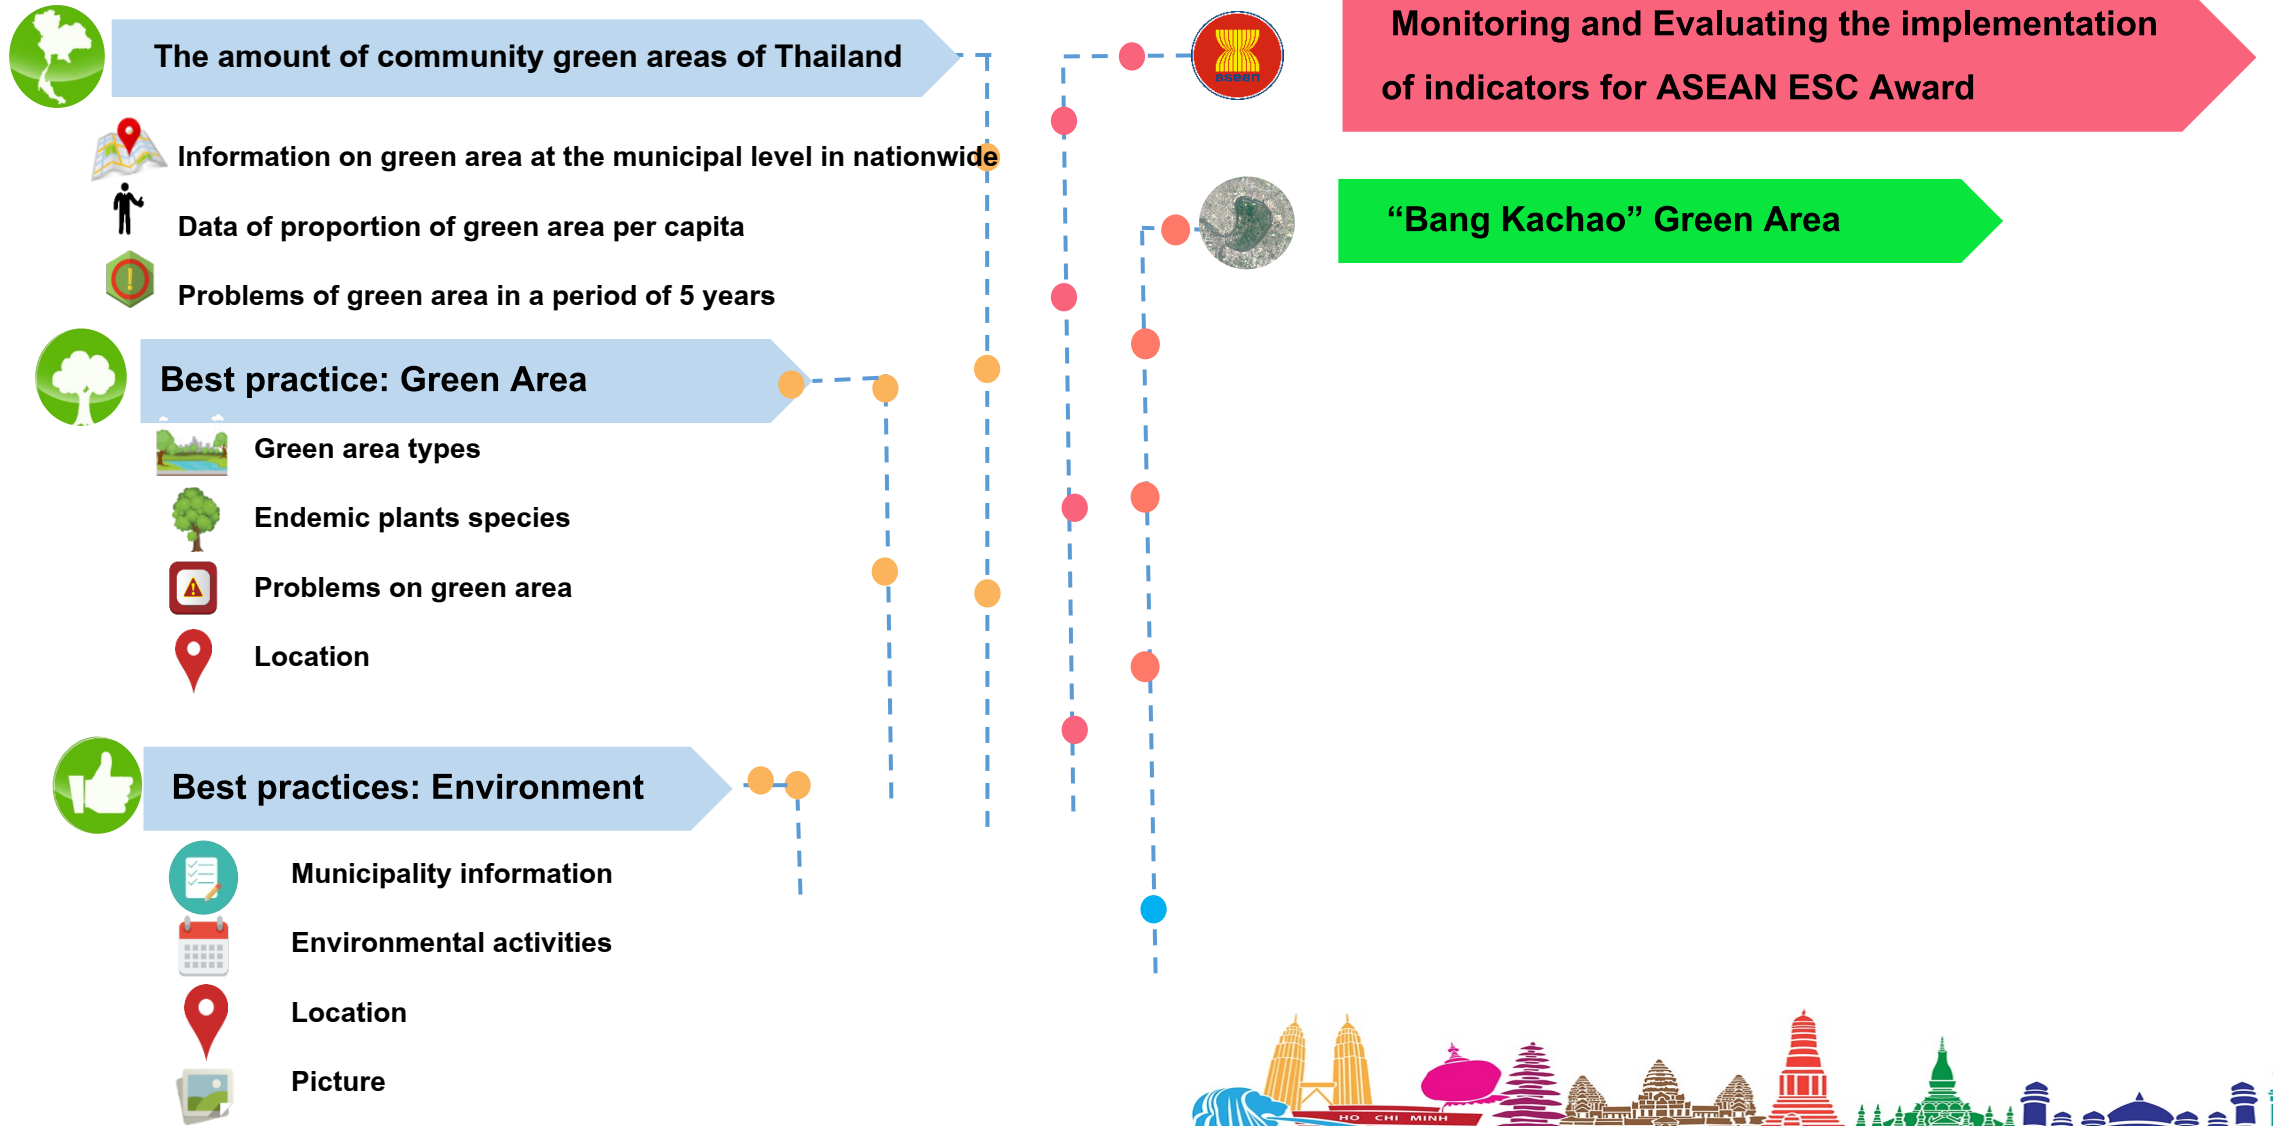 The amount of community green areas of Thailand
Information on green area at the municipal level in nationwide
Data of proportion of green area per capita
Problems of green area in a period of 5 years
Best practice: Green Area
Green area types
Endemic plants species
Problems on green area
Location
Best practices: Environment
Municipality information
Environmental activities
Location
Picture
asean
Monitoring and Evaluating the implementation
of indicators for ASEAN ESC Award
“Bang Kachao” Green Area
HO CHI MINH